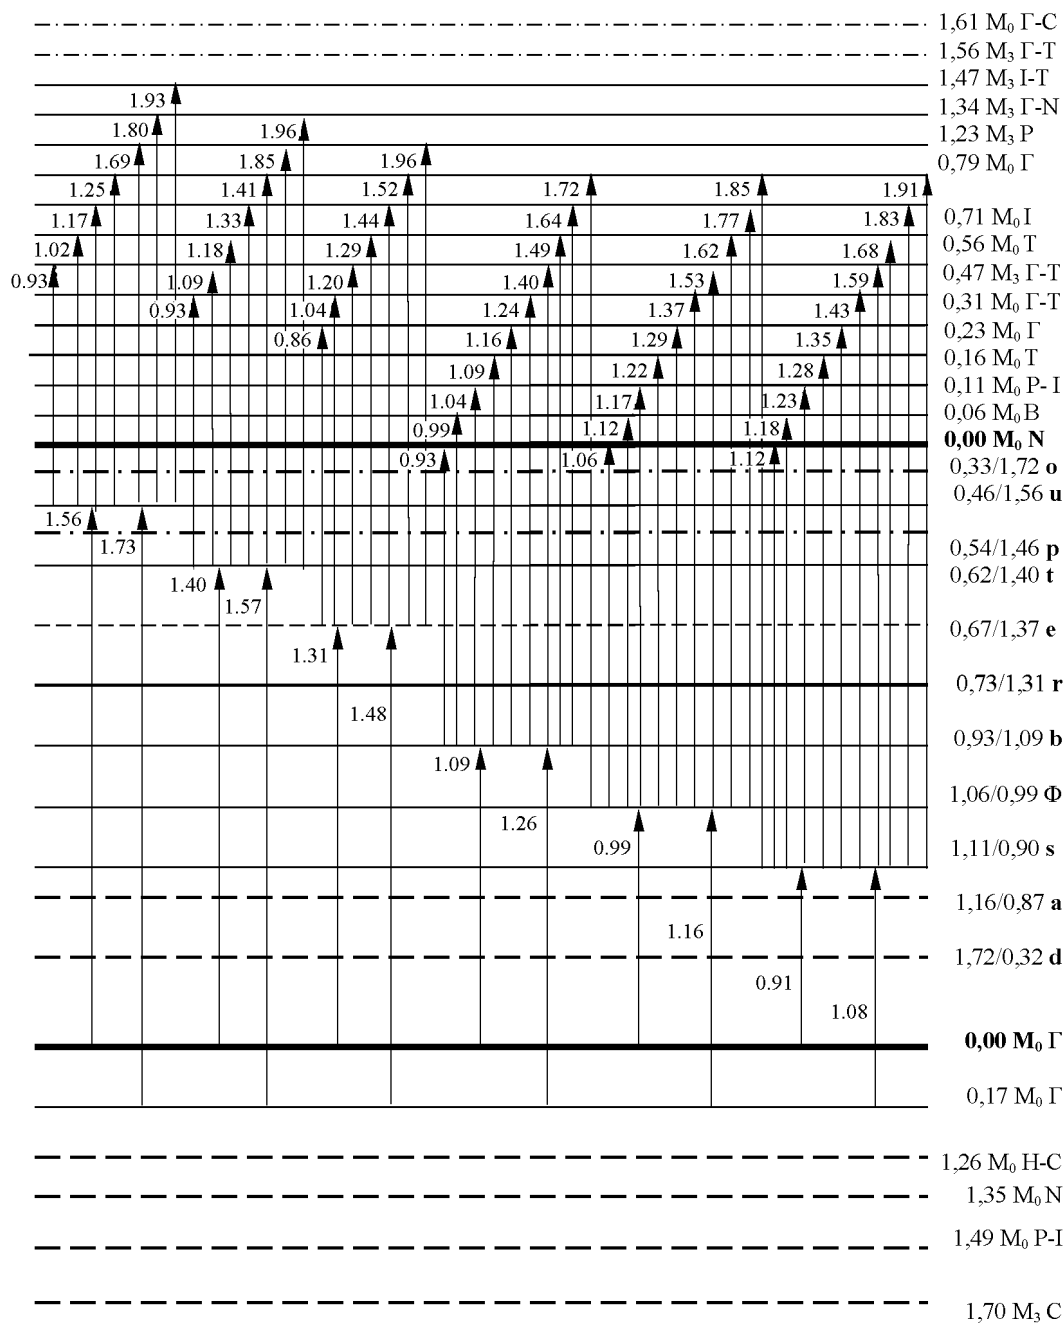 1,61 M₀ Γ-C
1,56 M₃ Γ-T
1,47 M₃ I-T
1.93
1,34 M₃ Γ-N
1.80 1.96
1,23 M₃ P
1.69 1.85 1.96
0,79 M₀ Γ
1.25 1.41 1.52 1.72 1.85 1.91
1.17 1.33 1.44 1.64 1.77 1.83
0,71 M₀ I
1.02 1.18 1.29 1.49 1.62 1.68
0,56 M₀ T
0.93 1.09 1.20 1.40 1.53 1.59
0,47 M₃ Γ-T
0.93 1.04 1.24 1.37 1.43
0,31 M₀ Γ-T
0.86 1.16 1.29 1.35
0,23 M₀ Γ
1.09 1.22 1.28
0,16 M₀ T
1.04 1.17 1.23
0,11 M₀ P-I
0.99 1.12 1.18
0,06 M₀ B
0,00 M₀ N
0.93 1.06 1.12
0,33/1,72 o
0,46/1,56 u
1.56
1.73
0,54/1,46 p
0,62/1,40 t
1.40
1.57
0,67/1,37 e
1.31
0,73/1,31 r
1.48
0,93/1,09 b
1.09
1,06/0,99 Φ
1.26
0.99
1,11/0,90 s
1,16/0,87 a
1.16
1,72/0,32 d
0.91
1.08
0,00 M₀ Γ
0,17 M₀ Γ
1,26 M₀ H-C
1,35 M₀ N
1,49 M₀ P-I
1,70 M₃ C